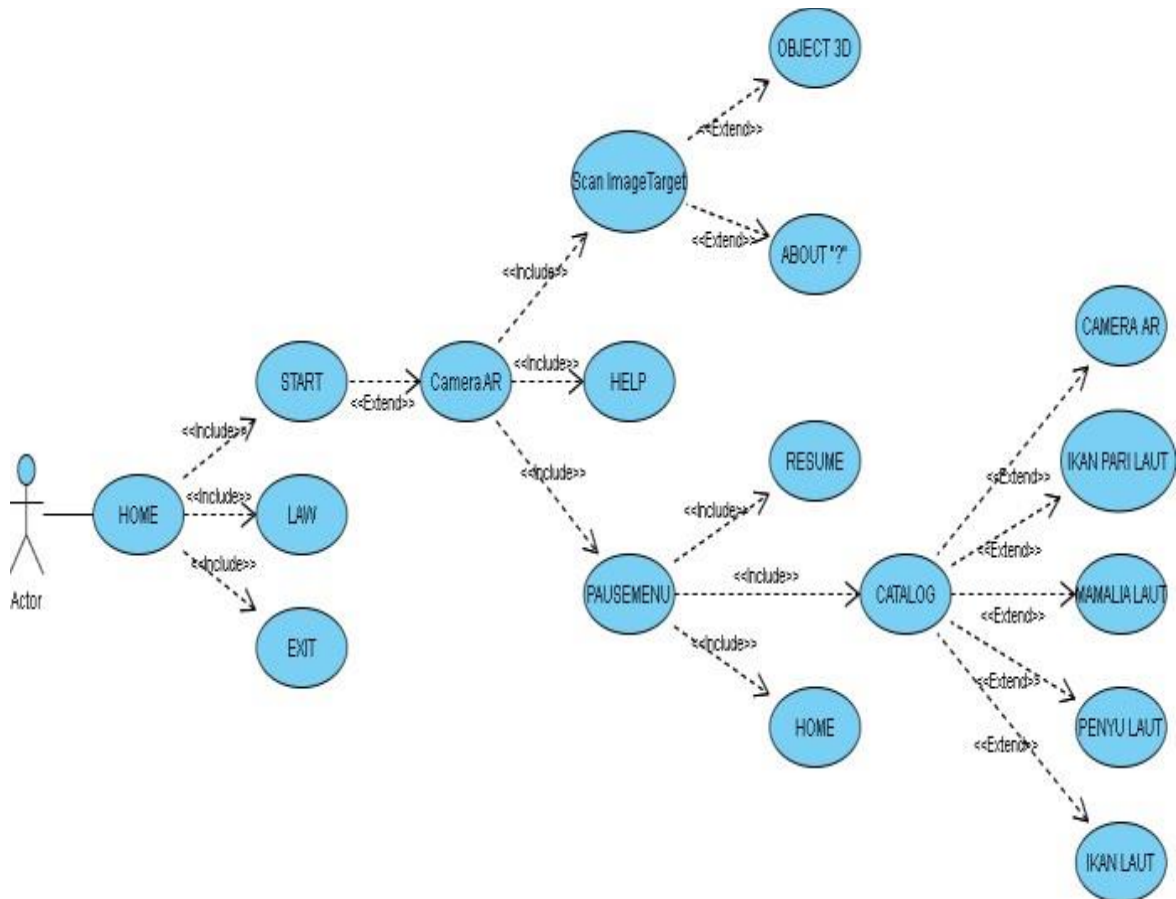 OBJECT 3D
<<Extend>>
Scan ImageTarget
<<Extend>>
ABOUT "?"
<<Include>>
CAMERA AR
START
<<Extend>>
Camera AR
<<Include>>
HELP
<<Include>>
<<Include>>
RESUME
<<Extend>>
IKAN PARI LAUT
Actor
HOME
<<Include>>
LAW
<<Include>>
<<Include>>
<<Extend>>
EXIT
PAUSEMENU
<<Include>>
CATALOG
<<Extend>>
MAMALIA LAUT
<<Include>>
<<Extend>>
HOME
PENYU LAUT
<<Extend>>
IKAN LAUT